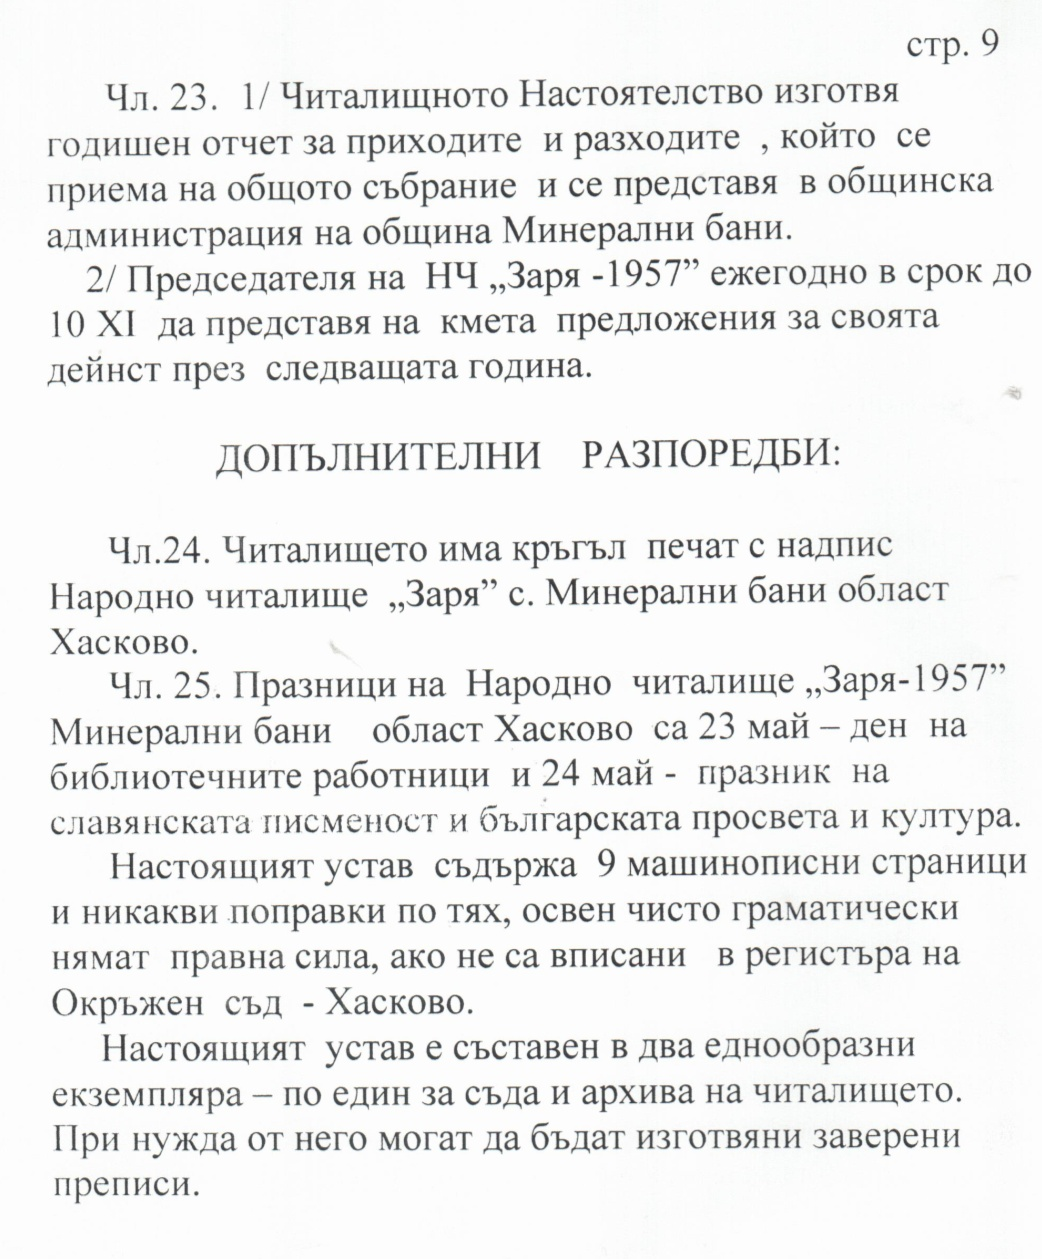 стр. 9
Чл. 23. 1/ Читалищното Настоятелство изготвя
годишен отчет за приходите и разходите , който се
приема на общото събрание и се представя в общинска
администрация на община Минерални бани.
2/ Председателя на НЧ „Заря -1957” ежегодно в срок до
10 XI да представя на кмета предложения за своята
дейнст през следващата година.
ДОПЪЛНИТЕЛНИ РАЗПОРЕДБИ:
Чл.24. Читалището има кръгъл печат с надпис
Народно читалище „Заря” с. Минерални бани област
Хасково.
Чл. 25. Празници на Народно читалище „Заря-1957”
Минерални бани област Хасково са 23 май – ден на
библиотечните работници и 24 май - празник на
славянската писменост и българската просвета и култура.
Настоящият устав съдържа 9 машинописни страници
и никакви поправки по тях, освен чисто граматически
нямат правна сила, ако не са вписани в регистъра на
Окръжен съд - Хасково.
Настоящият устав е съставен в два еднообразни
екземпляра – по един за съда и архива на читалището.
При нужда от него могат да бъдат изготвяни заверени
преписи.